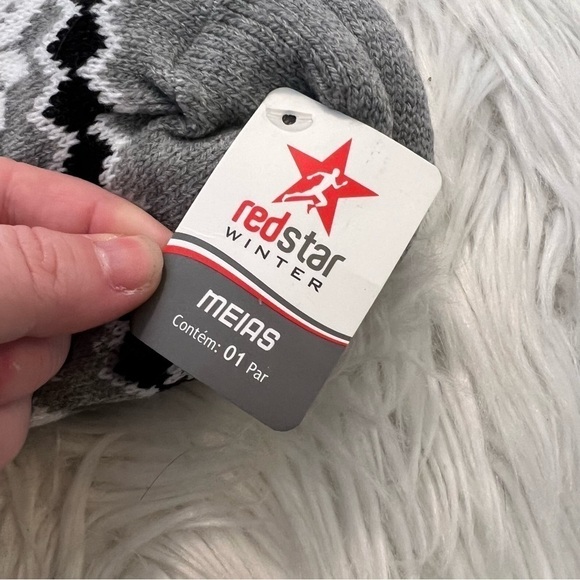 redstar
WINTER
MEIAS
Contém: 01 Par